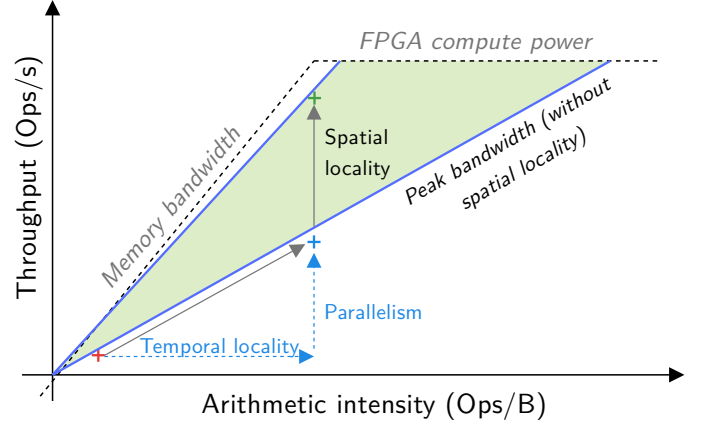 FPGA compute power
Throughput (Ops/s)
Memory bandwidth
Spatial
locality
Peak bandwidth (without
spatial locality)
Parallelism
Temporal locality
Arithmetic intensity (Ops/B)